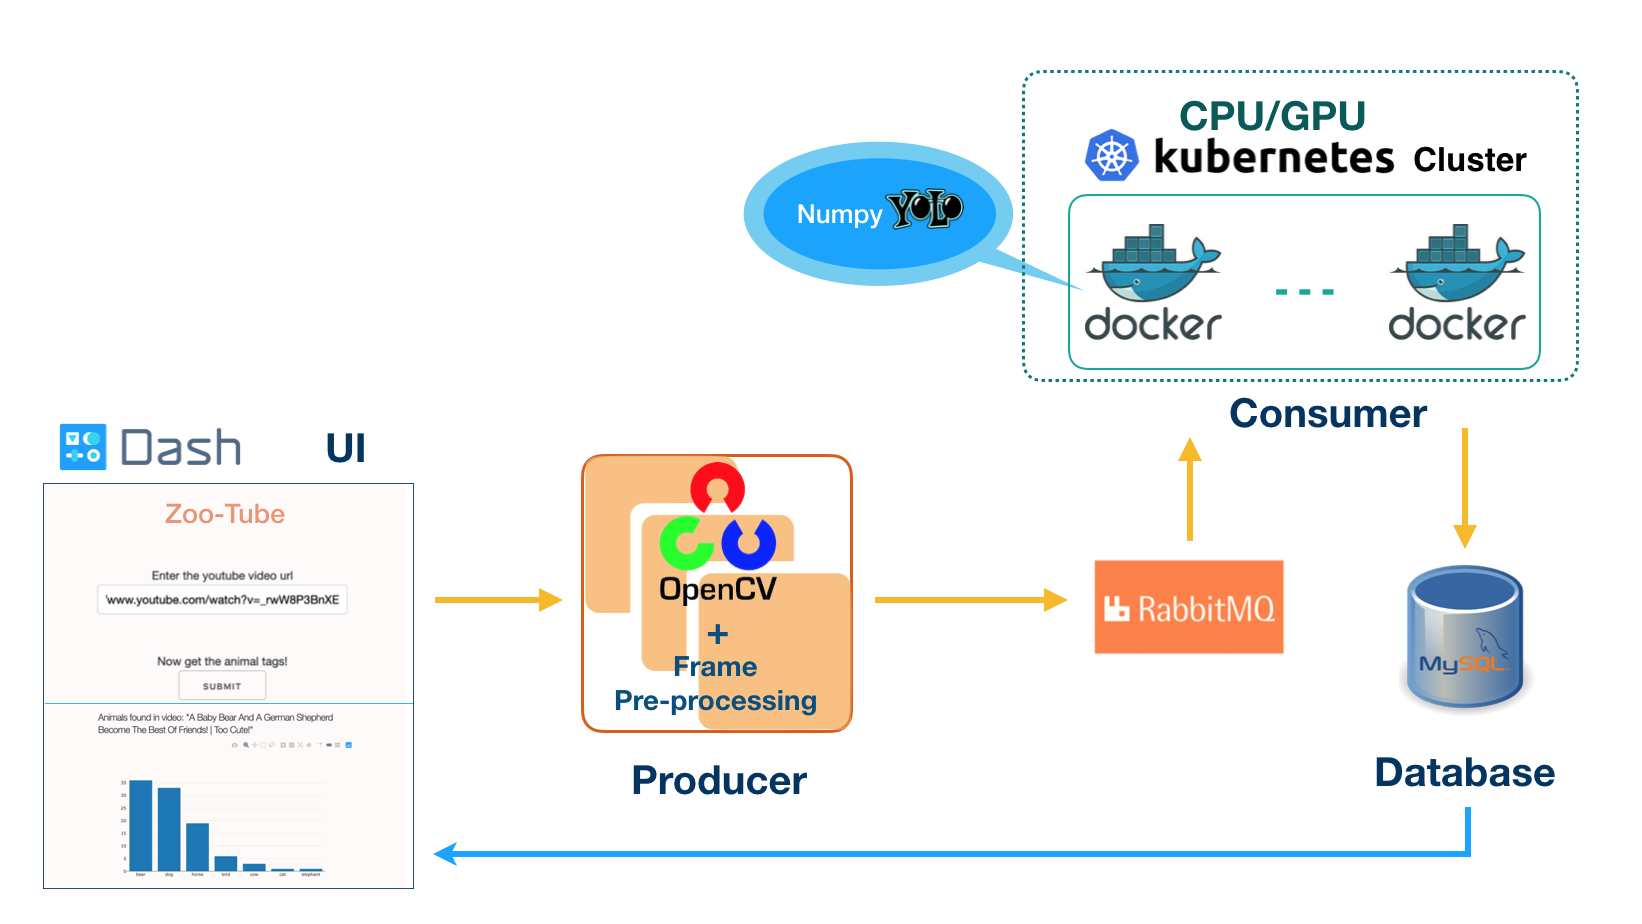 CPU/GPU
kubernetes Cluster
Numpy YOLO
docker
docker
Consumer
Dash
UI
Zoo-Tube
Enter the youtube video url
'www.youtube.com/watch?v=_rwW8P3BnXE
Now get the animal tags!
SUBMIT
Animals found in video: "A Baby Bear And A German Shepherd
Become The Best Of Friends! | Too Cute!"
35
30
25
20
15
10
5
0
bear dog horse bird cow cat elephant
OpenCV
+
Frame
Pre-processing
Producer
RabbitMQ
MySQL
Database